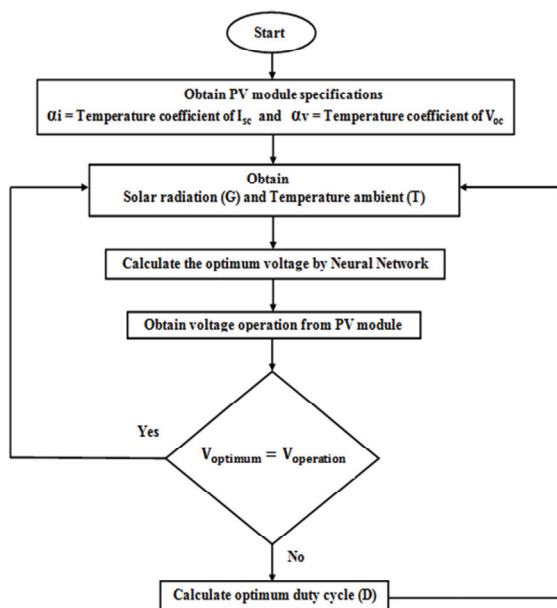 Start
Obtain PV module specifications
αi = Temperature coefficient of Isc and αv = Temperature coefficient of Voc
Obtain
Solar radiation (G) and Temperature ambient (T)
Calculate the optimum voltage by Neural Network
Obtain voltage operation from PV module
Yes
Voptimum = Voperation
No
Calculate optimum duty cycle (D)